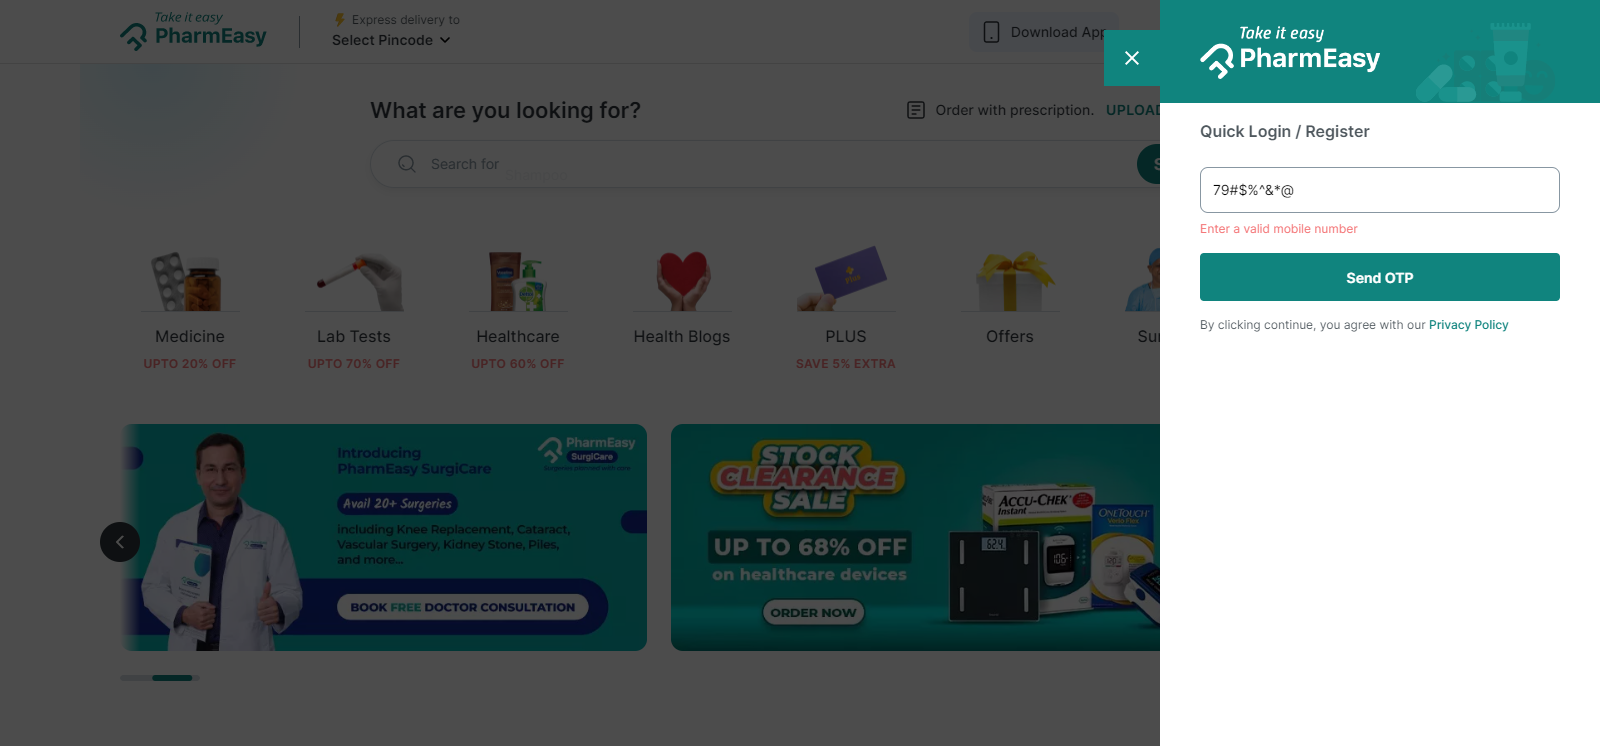 Take it easy
PharmEasy
Express delivery to
Select Pincode
Download App
What are you looking for?
Order with prescription. UPLOAD
Search for
Medicine
UPTO 20% OFF
Lab Tests
UPTO 70% OFF
Healthcare
UPTO 60% OFF
Health Blogs
PLUS
SAVE 5% EXTRA
Offers
Sur
Introducing
PharmEasy SurgiCare
Avail 20+ Surgeries
including Knee Replacement, Cataract,
Vascular Surgery, Kidney Stone, Piles,
and more...
BOOK FREE DOCTOR CONSULTATION
PharmEasy
SurgiCare
STOCK
CLEARANCE
SALE
UP TO 68% OFF
on healthcare devices
ORDER NOW
ACCU-CHEK
Instant
ONETOUCH
Verio Flex
Take it easy
PharmEasy
Quick Login / Register
79#$%^&*@
Enter a valid mobile number
Send OTP
By clicking continue, you agree with our Privacy Policy